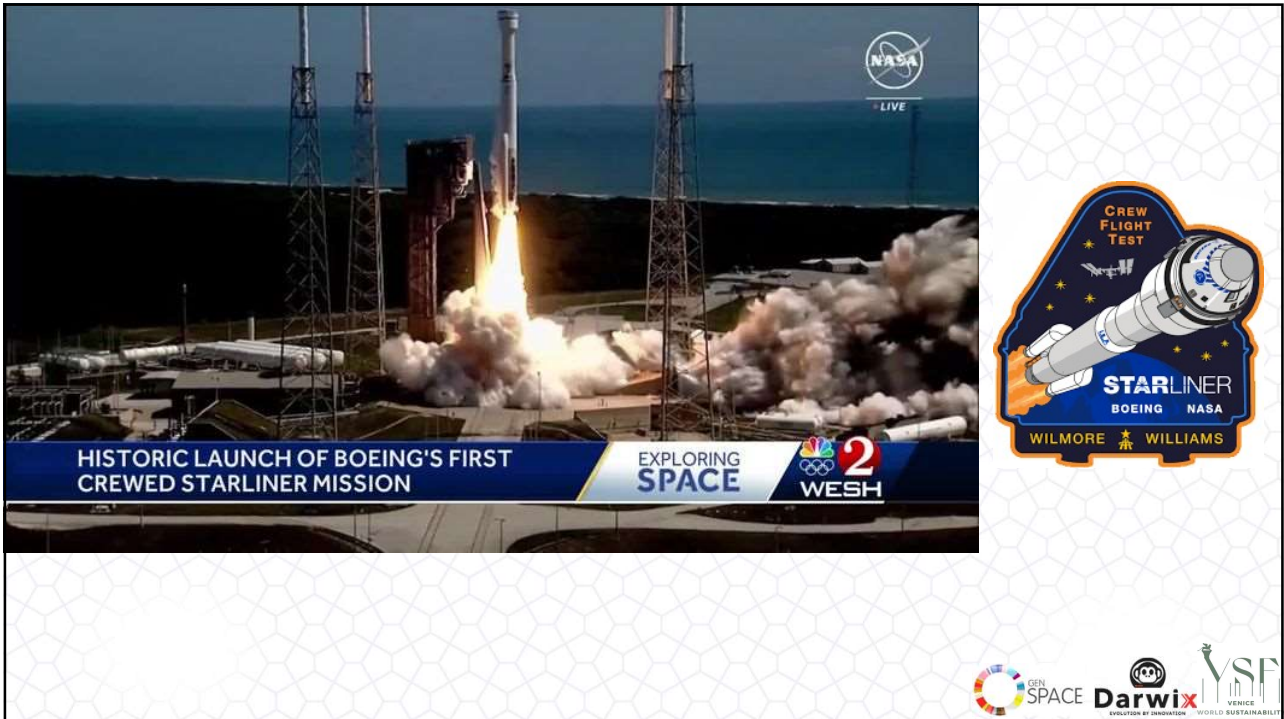 NASA
LIVE
HISTORIC LAUNCH OF BOEING'S FIRST
CREWED STARLINER MISSION
EXPLORING
SPACE
2
WESH
CREW
FLIGHT
TEST
ULA
STARLINER
BOEING NASA
WILMORE WILLIAMS
GEN
SPACE
Darwix
EVOLUTION BY INNOVATION
VSF
VENICE
WORLD SUSTAINABILIT